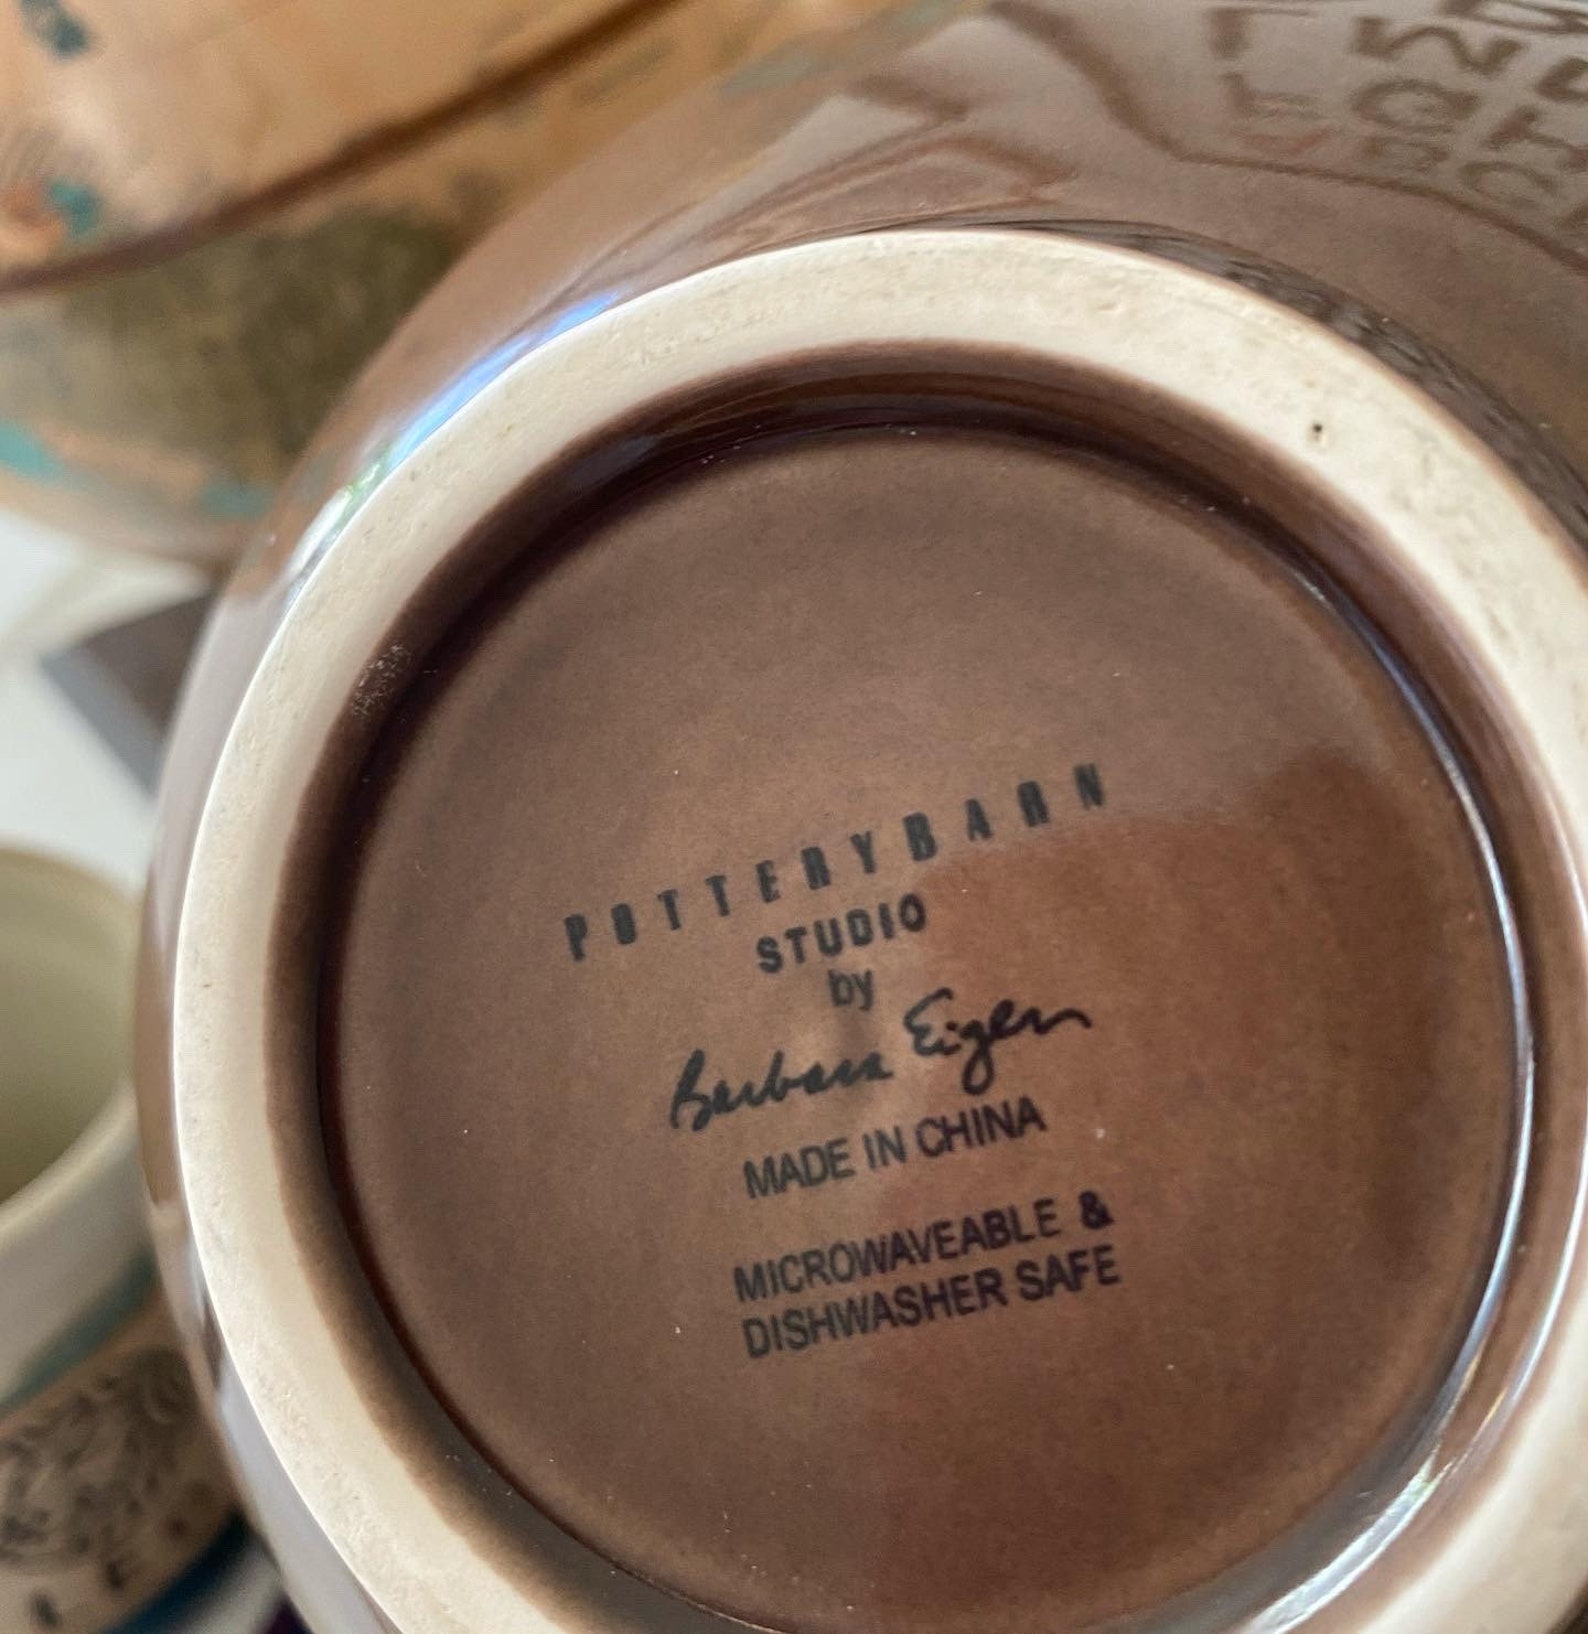 POTTERYBARN
STUDIO
by
Barbara Eigen
MADE IN CHINA
MICROWAVEABLE &
DISHWASHER SAFE